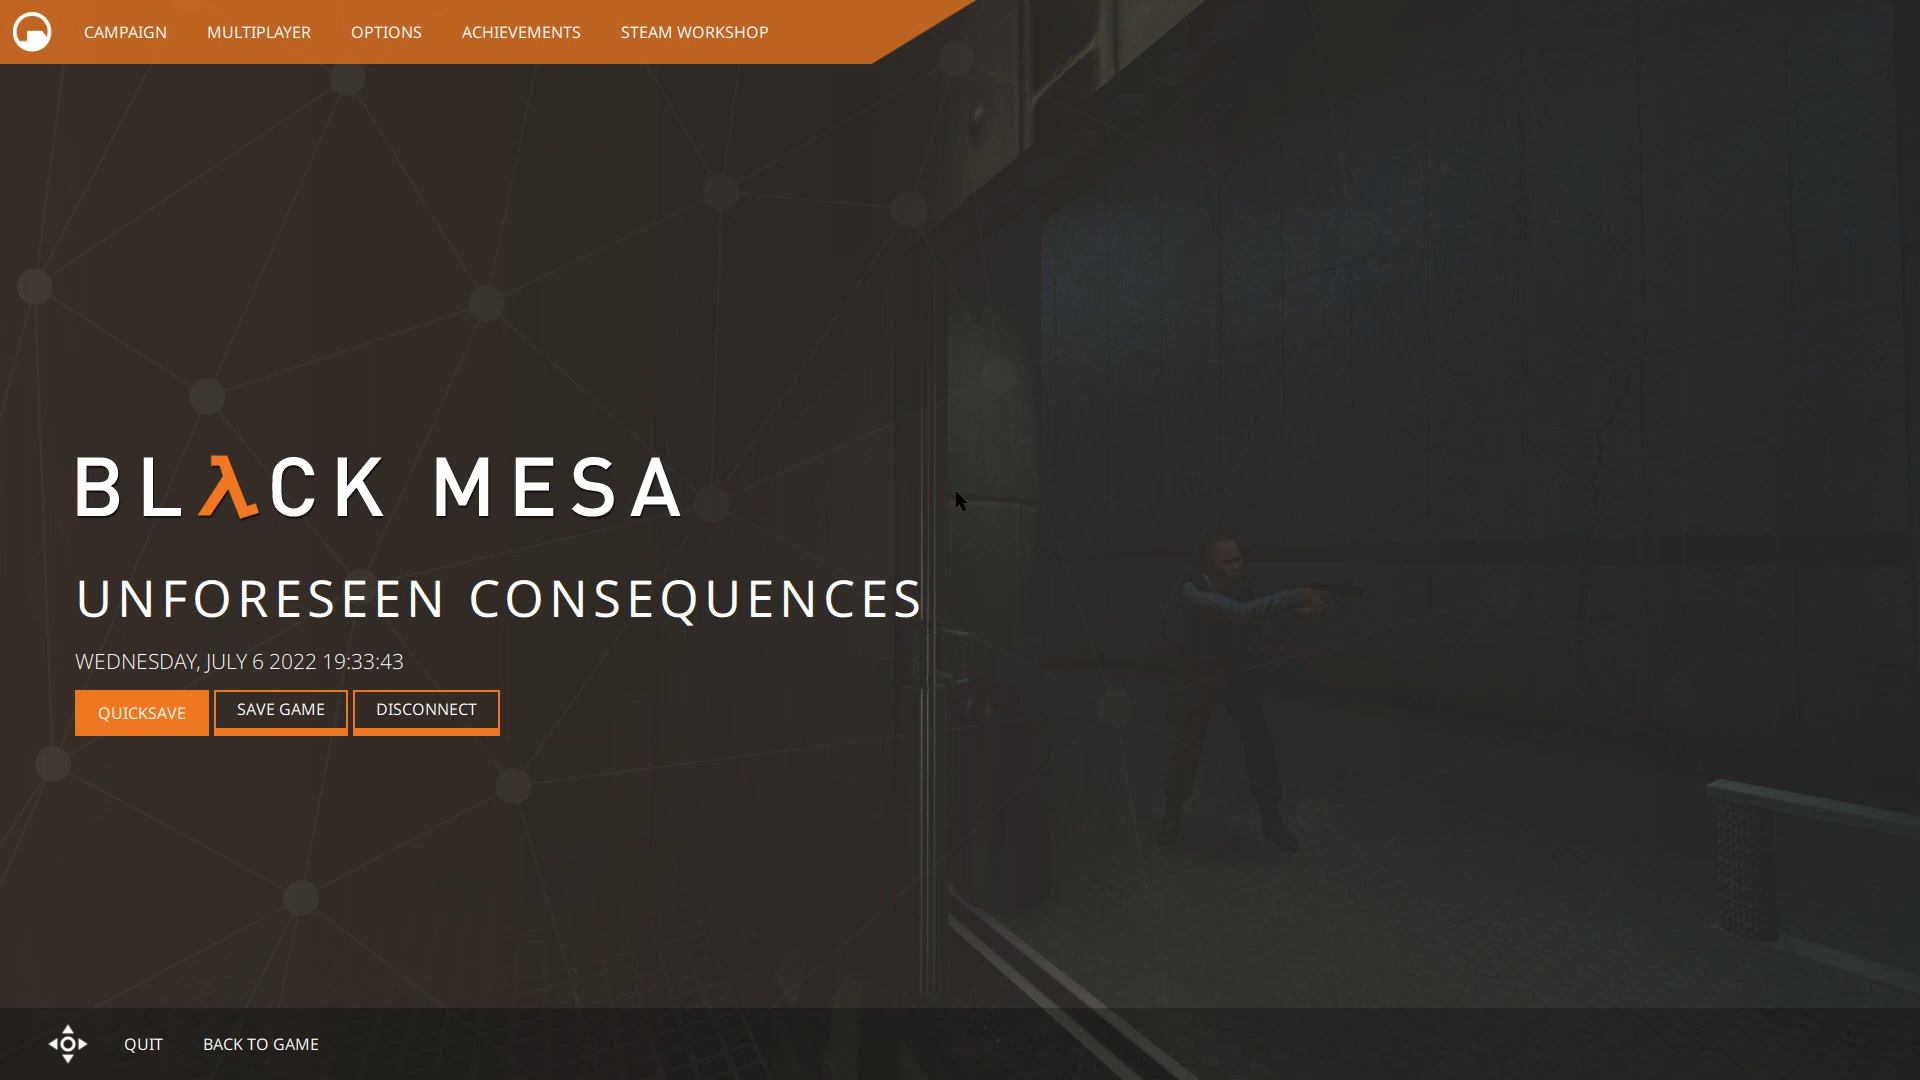 CAMPAIGN MULTIPLAYER OPTIONS ACHIEVEMENTS STEAM WORKSHOP
BLλCK MESA
UNFORESEEN CONSEQUENCES
WEDNESDAY, JULY 6 2022 19:33:43
QUICKSAVE SAVE GAME DISCONNECT
QUIT BACK TO GAME